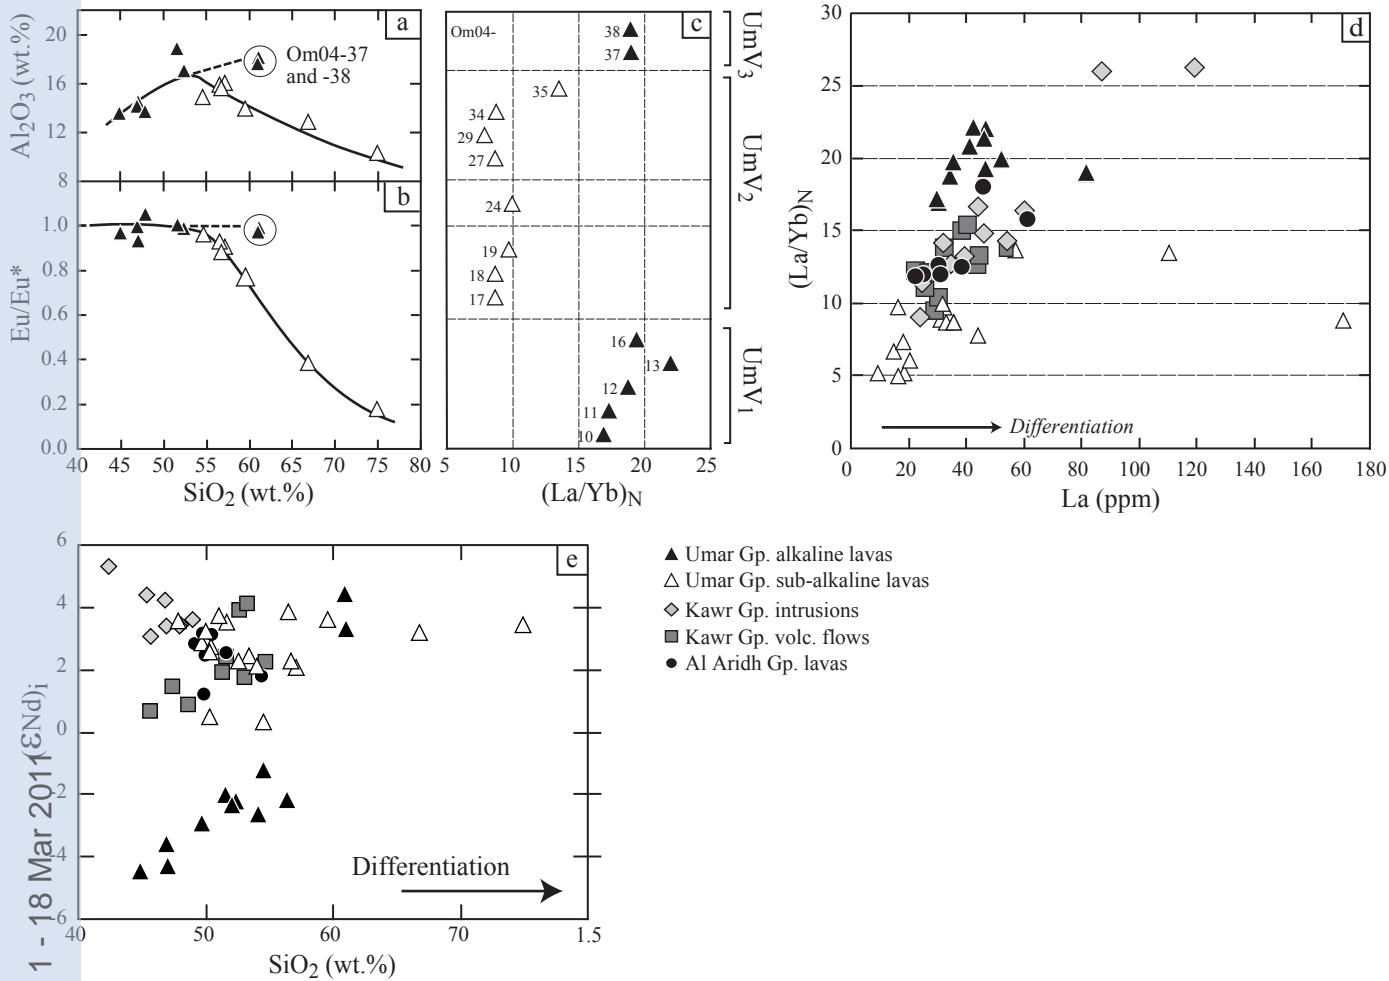 a
Al2O3 (wt.%)
20
16
12
8
Om04-37
and -38
b
Eu/Eu*
1.0
0.8
0.6
0.4
0.2
0.0
40 45 50 55 60 65 70 75 80
SiO2 (wt.%)
c
Om04-
38
37
35
34
29
27
24
19
18
17
16
13
12
11
10
5 10 15 20 25
(La/Yb)N
UmV3
UmV2
UmV1
d
(La/Yb)N
30
25
20
15
10
5
0
Differentiation
0 20 40 60 80 100 120 140 160 180
La (ppm)
e
(εNd)i
6
4
2
0
-2
-4
-6
Differentiation
40 50 60 70 1.5
SiO2 (wt.%)
Umar Gp. alkaline lavas
Umar Gp. sub-alkaline lavas
Kawr Gp. intrusions
Kawr Gp. volc. flows
Al Aridh Gp. lavas
1 - 18 Mar 2011